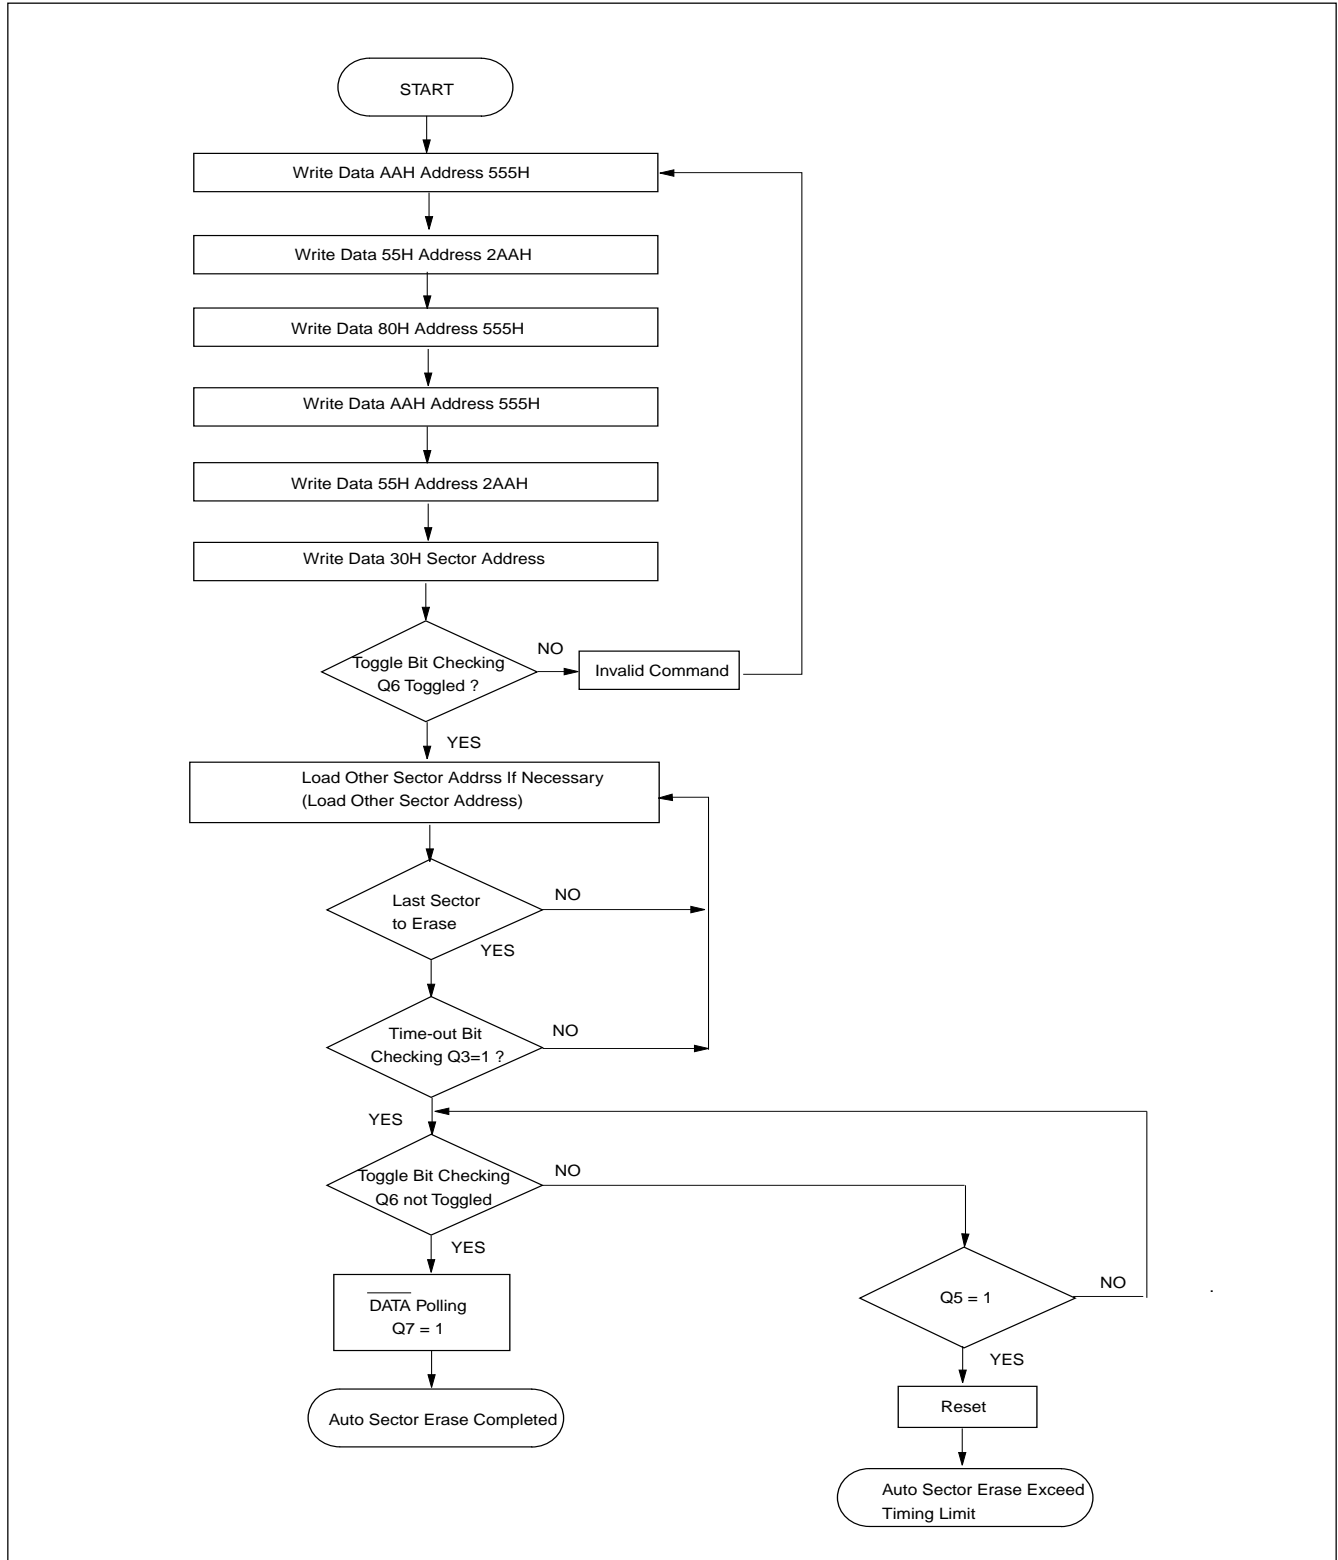 START
Write Data AAH Address 555H
Write Data 55H Address 2AAH
Write Data 80H Address 555H
Write Data AAH Address 555H
Write Data 55H Address 2AAH
Write Data 30H Sector Address
Toggle Bit Checking
Q6 Toggled ?
NO
Invalid Command
YES
Load Other Sector Addrss If Necessary
(Load Other Sector Address)
Last Sector
to Erase
NO
YES
Time-out Bit
Checking Q3=1 ?
NO
YES
Toggle Bit Checking
Q6 not Toggled
NO
YES
DATA Polling
Q7 = 1
Q5 = 1
NO
YES
Auto Sector Erase Completed
Reset
Auto Sector Erase Exceed
Timing Limit